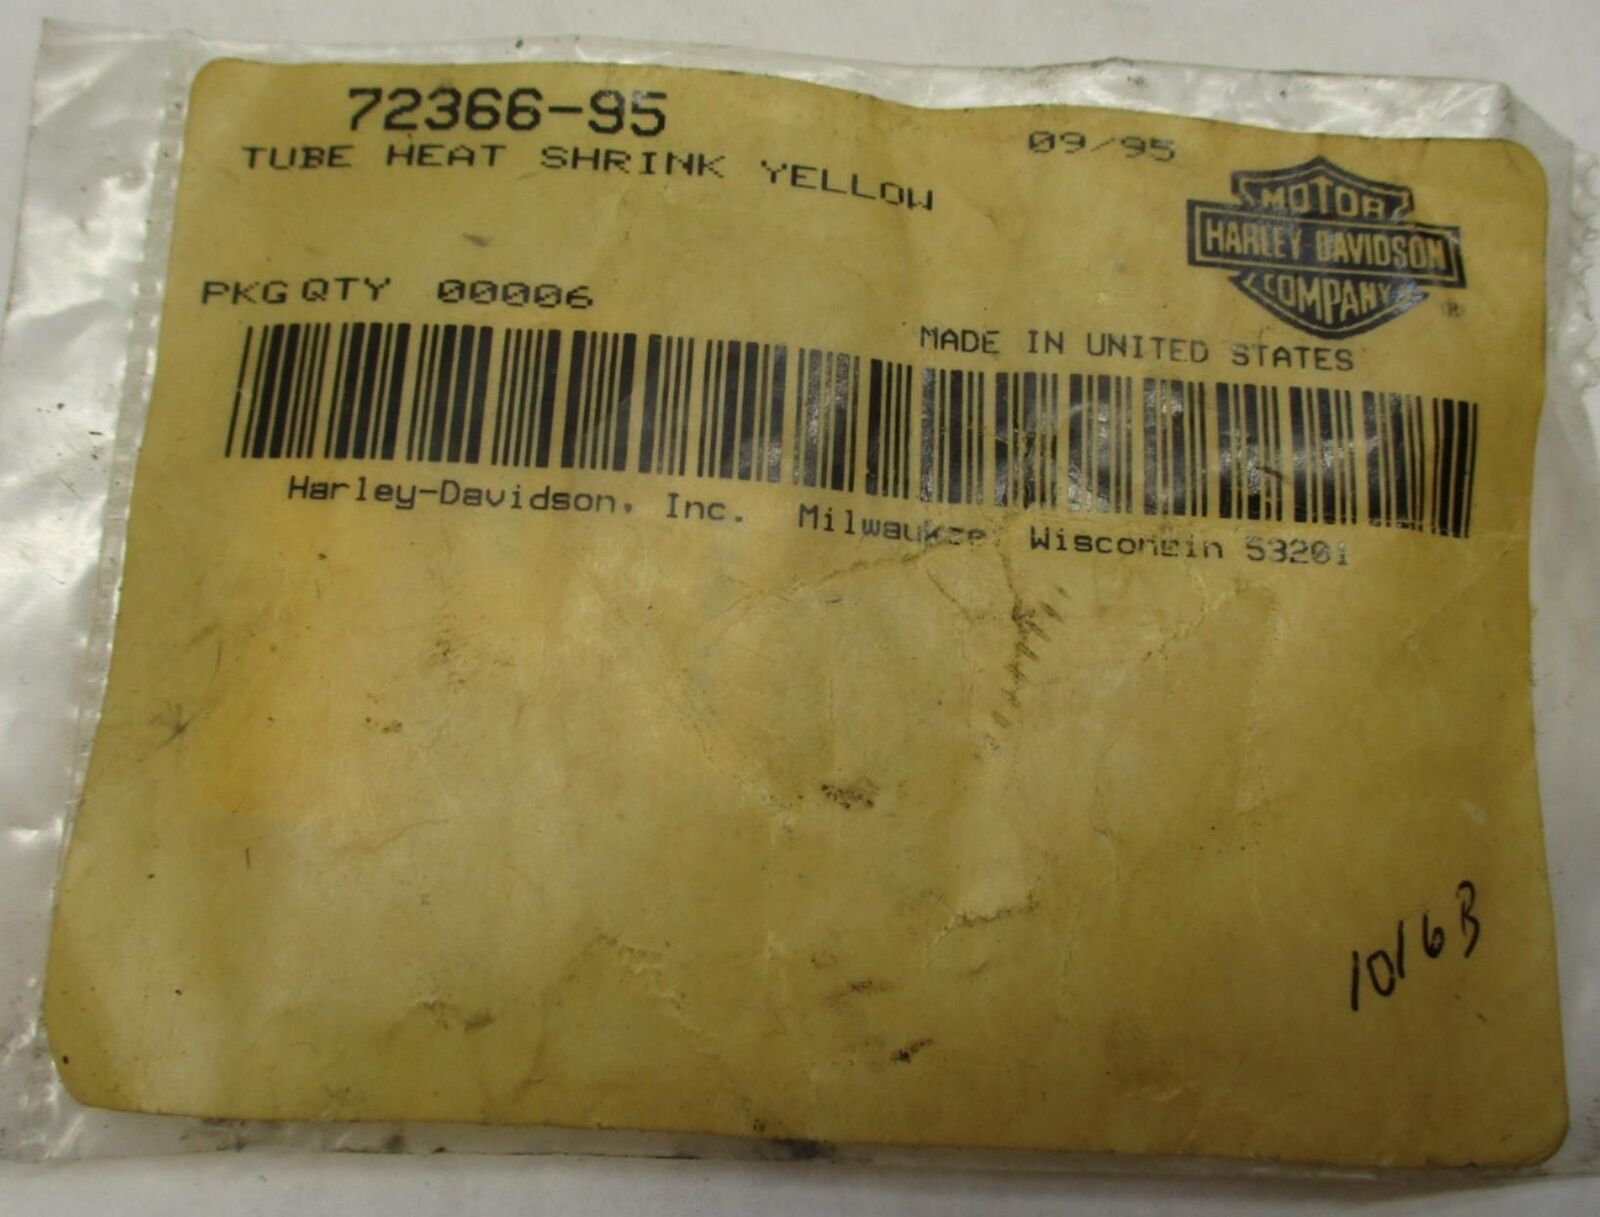 72366-95
09/95
TUBE HEAT SHRINK YELLOW
MOTOR
HARLEY-DAVIDSON
COMPANY
®
PKG QTY 00006
MADE IN UNITED STATES
Harley-Davidson, Inc. Milwaukee, Wisconsin 53201
1016B